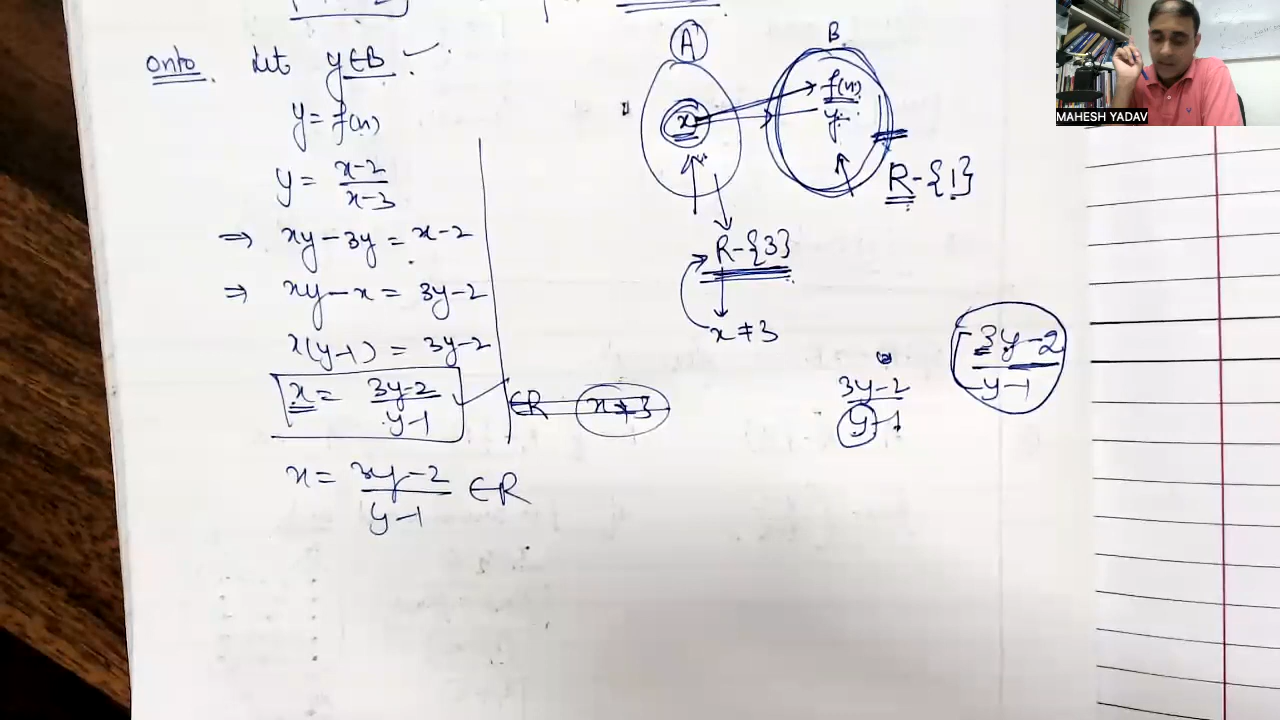 onto. Let y∈B ✓.
y = f(x)
y = x-2 / x-3
⇒ xy-3y = x-2
⇒ xy-x = 3y-2
x(y-1) = 3y-2
x = 3y-2 / y-1 ∈R x≠3
x = 3y-2 / y-1 ∈R
A B
x f(x)
y
R-{1}
R-{3}
x≠3
3y-2 / y-1
3y-2 / y-1
MAHESH YADAV